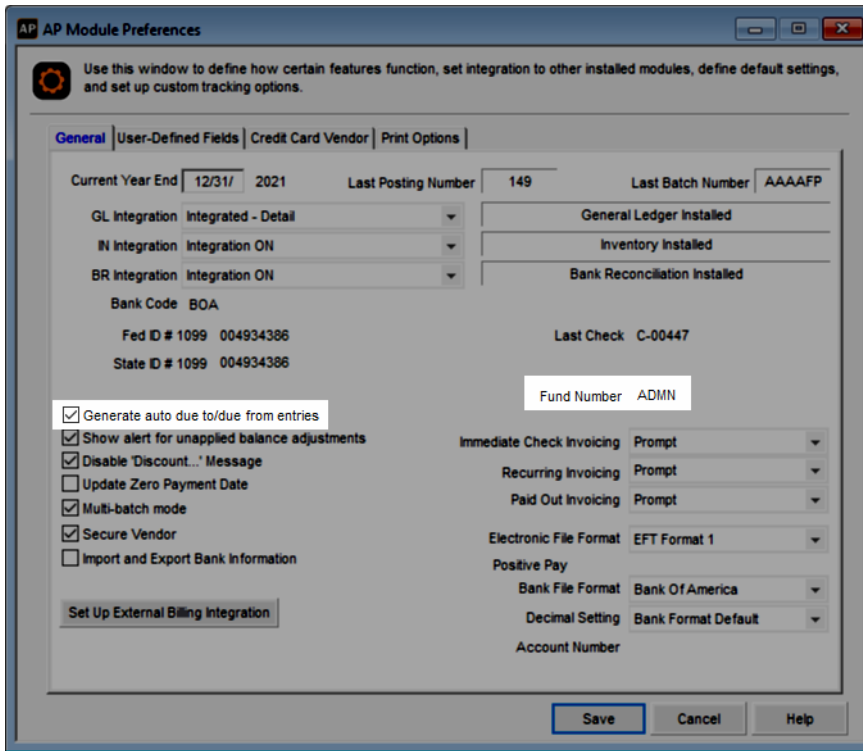 AP AP Module Preferences
Use this window to define how certain features function, set integration to other installed modules, define default settings,
and set up custom tracking options.
General User-Defined Fields Credit Card Vendor Print Options
Current Year End 12/31/ 2021 Last Posting Number 149 Last Batch Number AAAAFP
GL Integration Integrated - Detail General Ledger Installed
IN Integration Integration ON Inventory Installed
BR Integration Integration ON Bank Reconciliation Installed
Bank Code BOA
Fed ID # 1099 004934386 Last Check C-00447
State ID # 1099 004934386
Fund Number ADMN
Generate auto due to/due from entries
Show alert for unapplied balance adjustments Immediate Check Invoicing Prompt
Disable 'Discount...' Message Recurring Invoicing Prompt
Update Zero Payment Date
Multi-batch mode Paid Out Invoicing Prompt
Secure Vendor Electronic File Format EFT Format 1
Import and Export Bank Information Positive Pay
Bank File Format Bank Of America
Set Up External Billing Integration Decimal Setting Bank Format Default
Account Number
Save Cancel Help